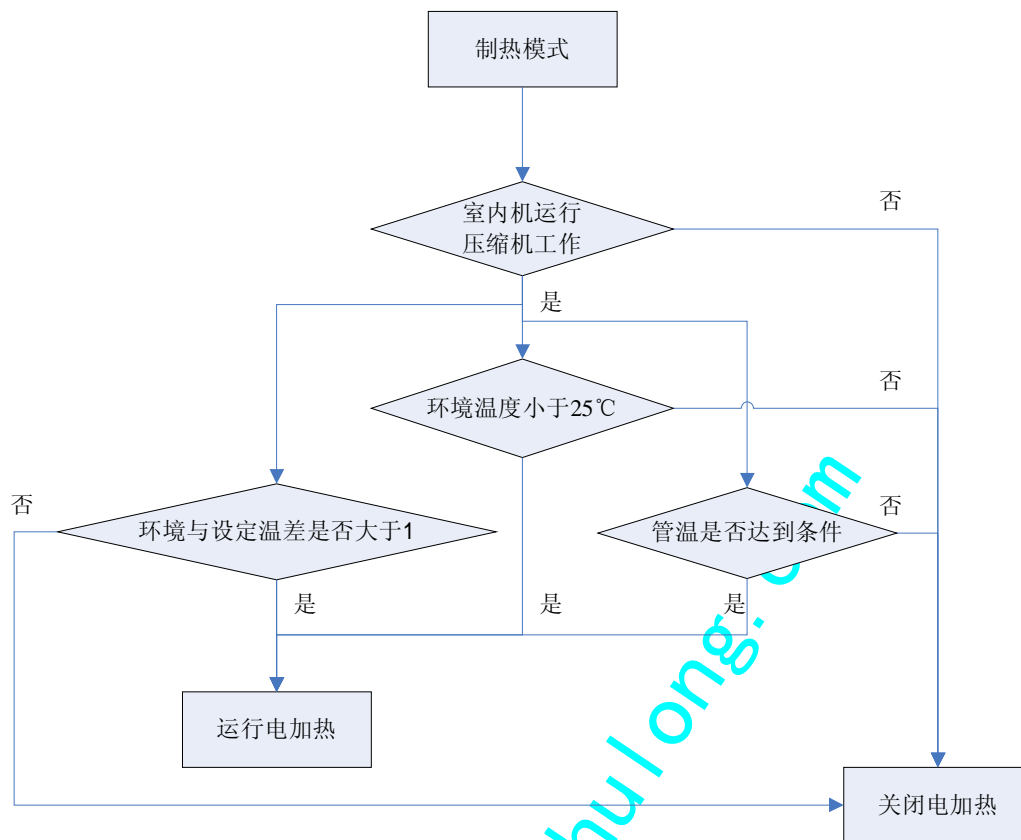 制热模式
室内机运行
压缩机工作
否
是
环境温度小于25℃
否
否
环境与设定温差是否大于1
管温是否达到条件
否
是
是
是
运行电加热
关闭电加热
hulong.com